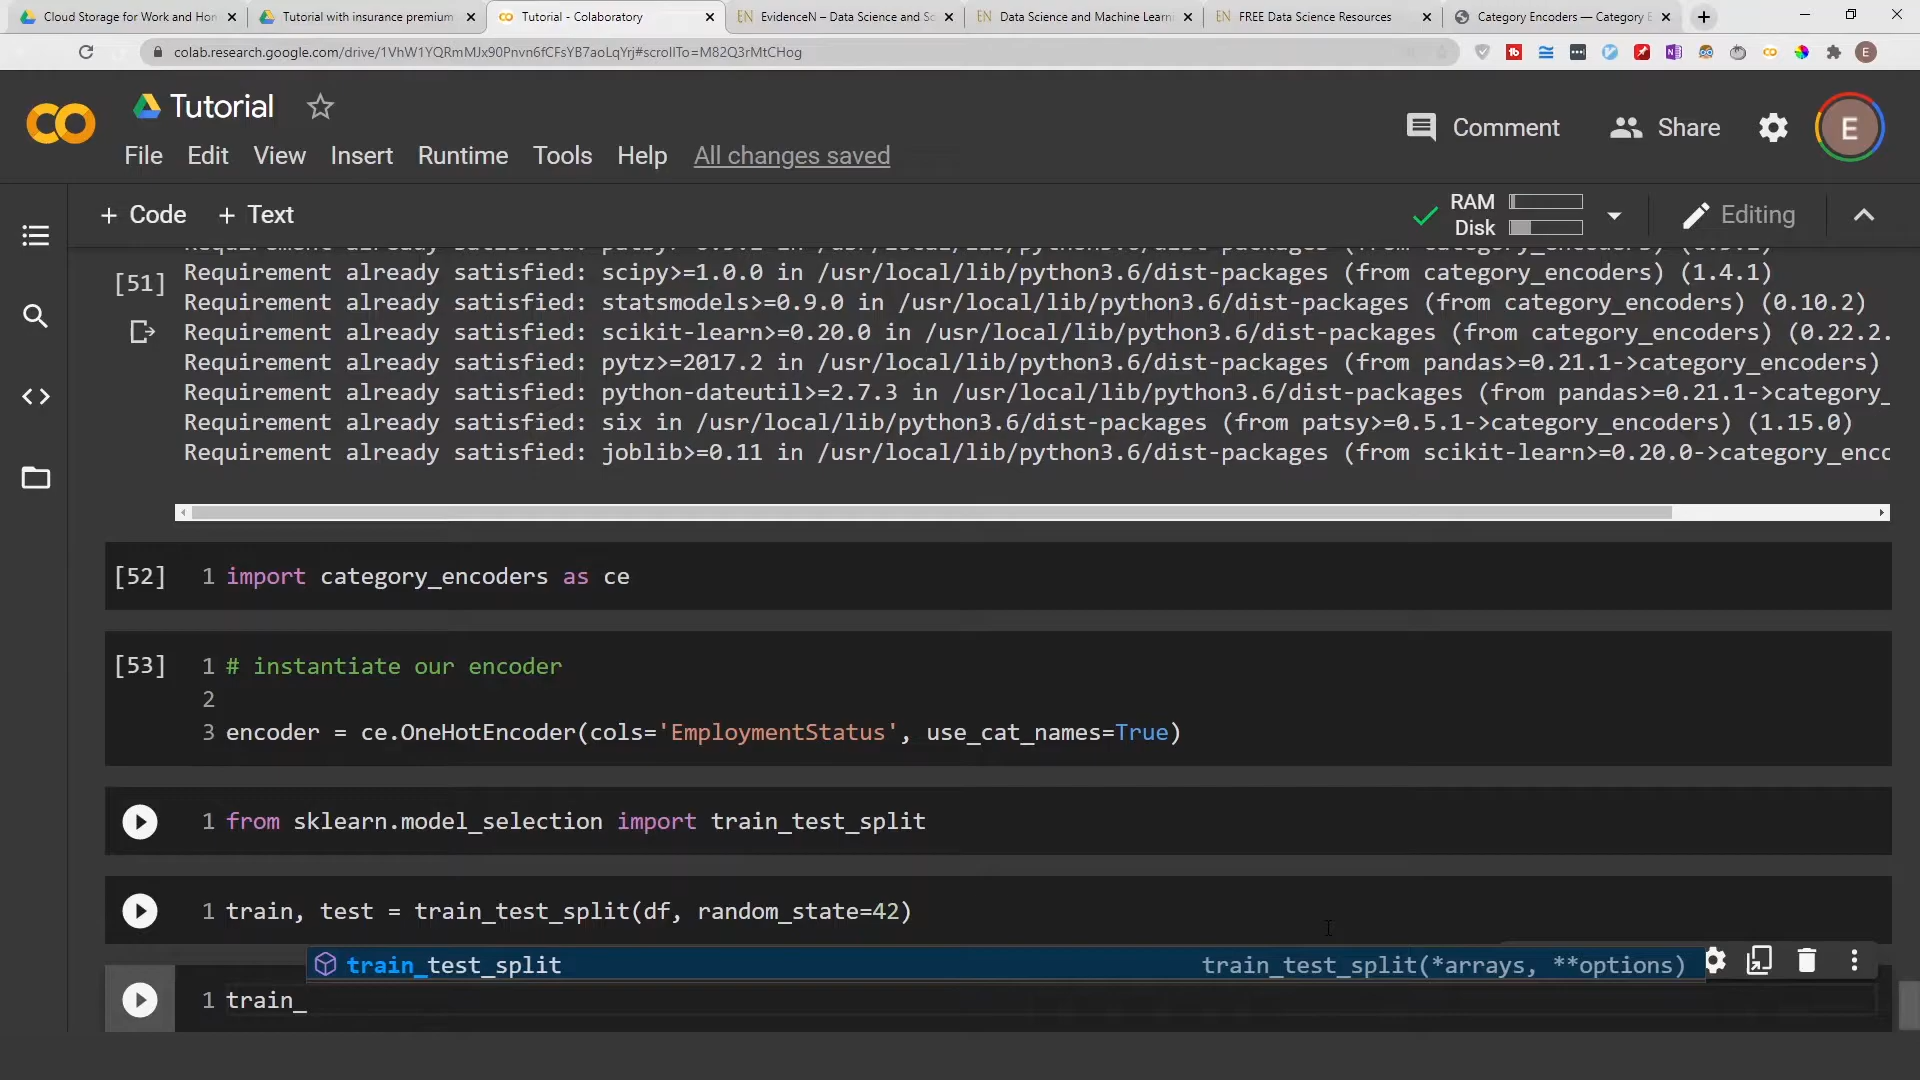 Cloud Storage for Work and Hor
Tutorial with insurance premium
Tutorial - Colaboratory
EN EvidenceN – Data Science and Sc
EN Data Science and Machine Learni
EN FREE Data Science Resources
Category Encoders — Category E
colab.research.google.com/drive/1VhW1YQRmMJx90Pnvn6fCFsYB7aoLqYrj#scrollTo=M82Q3rMtCHog
Tutorial
Comment
Share
E
File Edit View Insert Runtime Tools Help All changes saved
+ Code + Text
RAM
Disk
Editing
[51]
Requirement already satisfied: scipy>=1.0.0 in /usr/local/lib/python3.6/dist-packages (from category_encoders) (1.4.1)
Requirement already satisfied: statsmodels>=0.9.0 in /usr/local/lib/python3.6/dist-packages (from category_encoders) (0.10.2)
Requirement already satisfied: scikit-learn>=0.20.0 in /usr/local/lib/python3.6/dist-packages (from category_encoders) (0.22.2.
Requirement already satisfied: pytz>=2017.2 in /usr/local/lib/python3.6/dist-packages (from pandas>=0.21.1->category_encoders)
Requirement already satisfied: python-dateutil>=2.7.3 in /usr/local/lib/python3.6/dist-packages (from pandas>=0.21.1->category_
Requirement already satisfied: six in /usr/local/lib/python3.6/dist-packages (from patsy>=0.5.1->category_encoders) (1.15.0)
Requirement already satisfied: joblib>=0.11 in /usr/local/lib/python3.6/dist-packages (from scikit-learn>=0.20.0->category_enco
[52] 1 import category_encoders as ce
[53] 1 # instantiate our encoder
2
3 encoder = ce.OneHotEncoder(cols='EmploymentStatus', use_cat_names=True)
1 from sklearn.model_selection import train_test_split
1 train, test = train_test_split(df, random_state=42)
train_test_split train_test_split(*arrays, **options)
1 train_